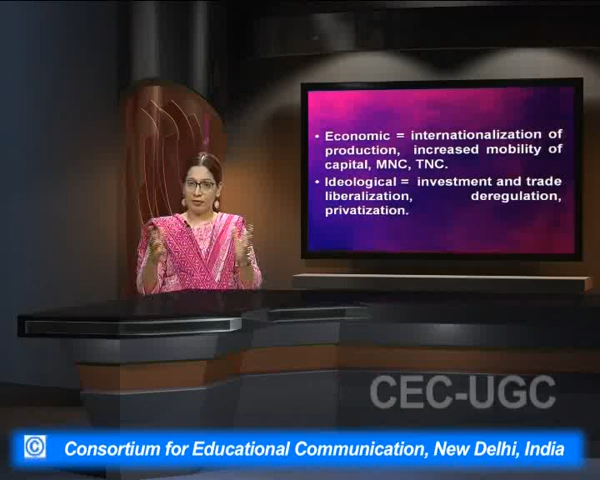 • Economic = internationalization of
production, increased mobility of
capital, MNC, TNC.
• Ideological = investment and trade
liberalization, deregulation,
privatization.
CEC-UGC
© Consortium for Educational Communication, New Delhi, India